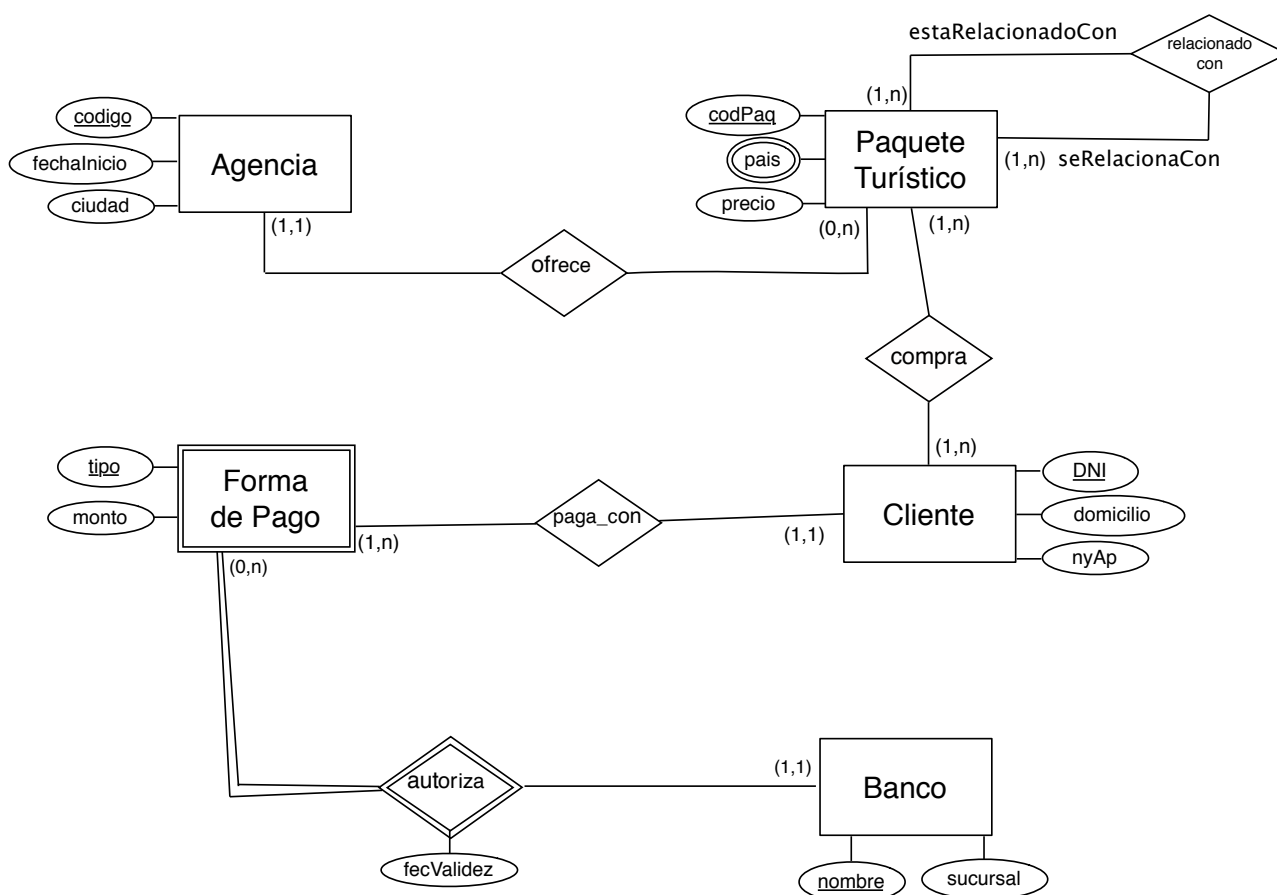 estaRelacionadoCon
relacionado
con
(1,n)
codigo
fechaInicio
ciudad
Agencia
(1,1)
codPaq
pais
precio
Paquete
Turístico
(1,n)
seRelacionaCon
(0,n)
(1,n)
ofrece
compra
(1,n)
tipo
monto
Forma
de Pago
(1,n)
(0,n)
paga_con
(1,1)
Cliente
DNI
domicilio
nyAp
autoriza
fecValidez
(1,1)
Banco
nombre
sucursal